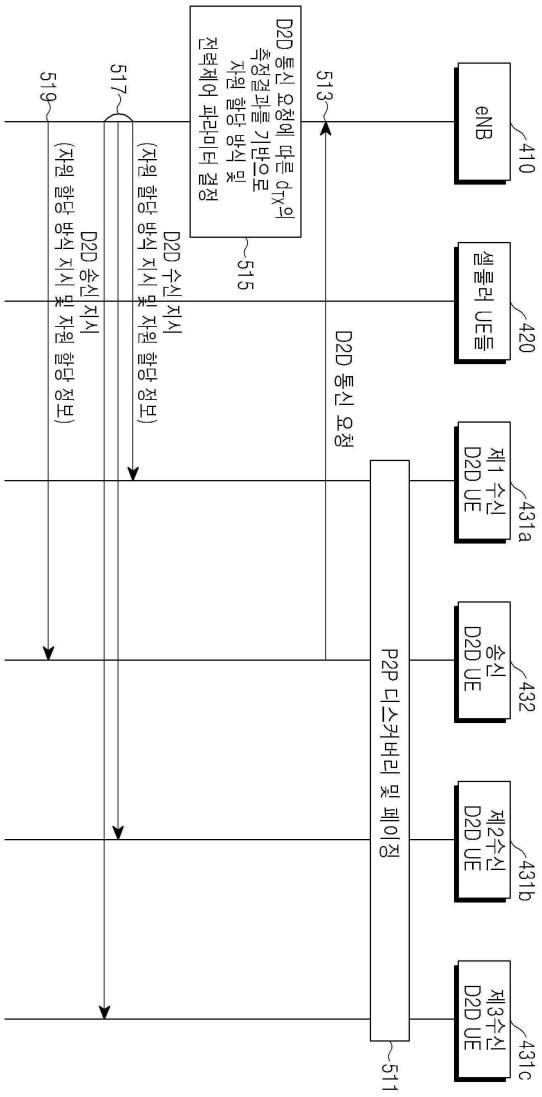 410
eNB
420
셀룰러 UE들
431a
제1 수신
D2D UE
432
송신
D2D UE
431b
제2수신
D2D UE
431c
제3수신
D2D UE
P2P 디스커버리 및 페이징
511
513
D2D 통신 요청
D2D 통신 요청에 따른 dTX의
측정결과를 기반으로
자원 할당 방식 및
전력제어 파라미터 결정
515
517
D2D 수신 지시
(자원 할당 방식 지시 및 자원 할당 정보)
519
D2D 송신 지시
(자원 할당 방식 지시 및 자원 할당 정보)